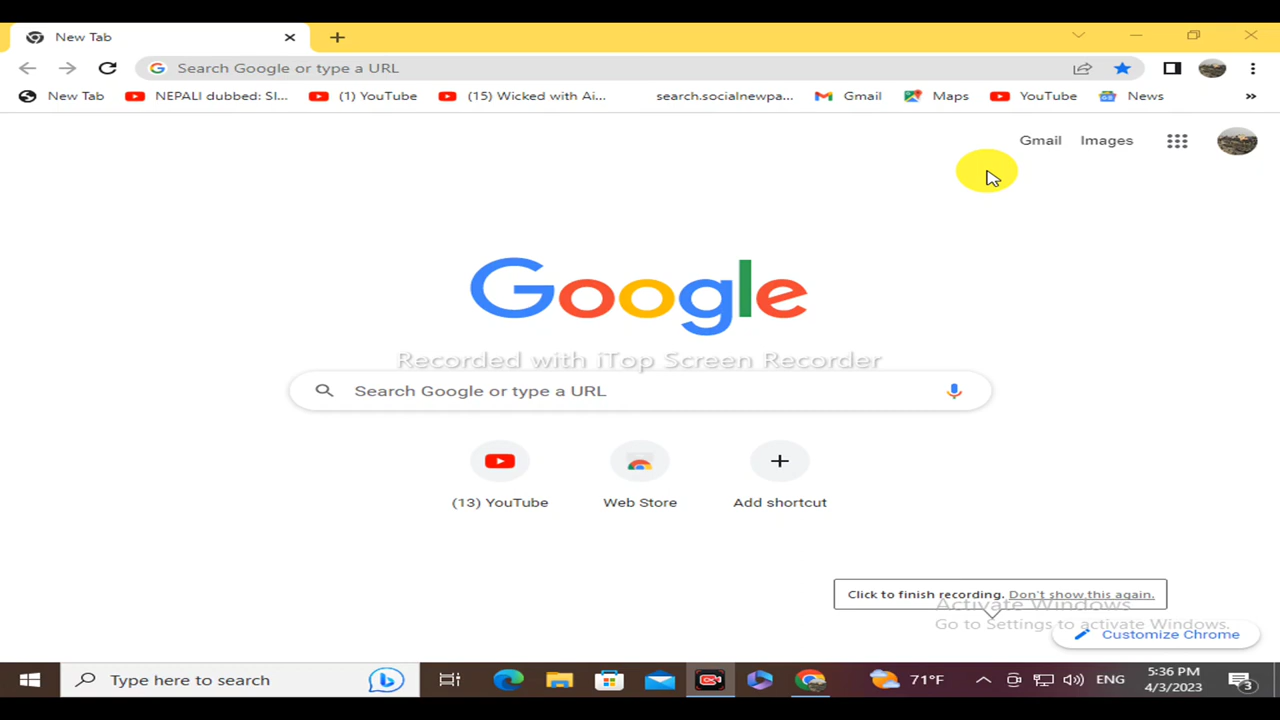 New Tab
Search Google or type a URL
New Tab NEPALI dubbed: Sl... (1) YouTube (15) Wicked with Ai... search.socialnewpa... Gmail Maps YouTube News »
Gmail Images
Google
Recorded with iTop Screen Recorder
Search Google or type a URL
(13) YouTube Web Store Add shortcut
Click to finish recording. Don't show this again.
Activate Windows
Go to Settings to activate Windows.
Customize Chrome
Type here to search 71°F ENG 5:36 PM
4/3/2023 3